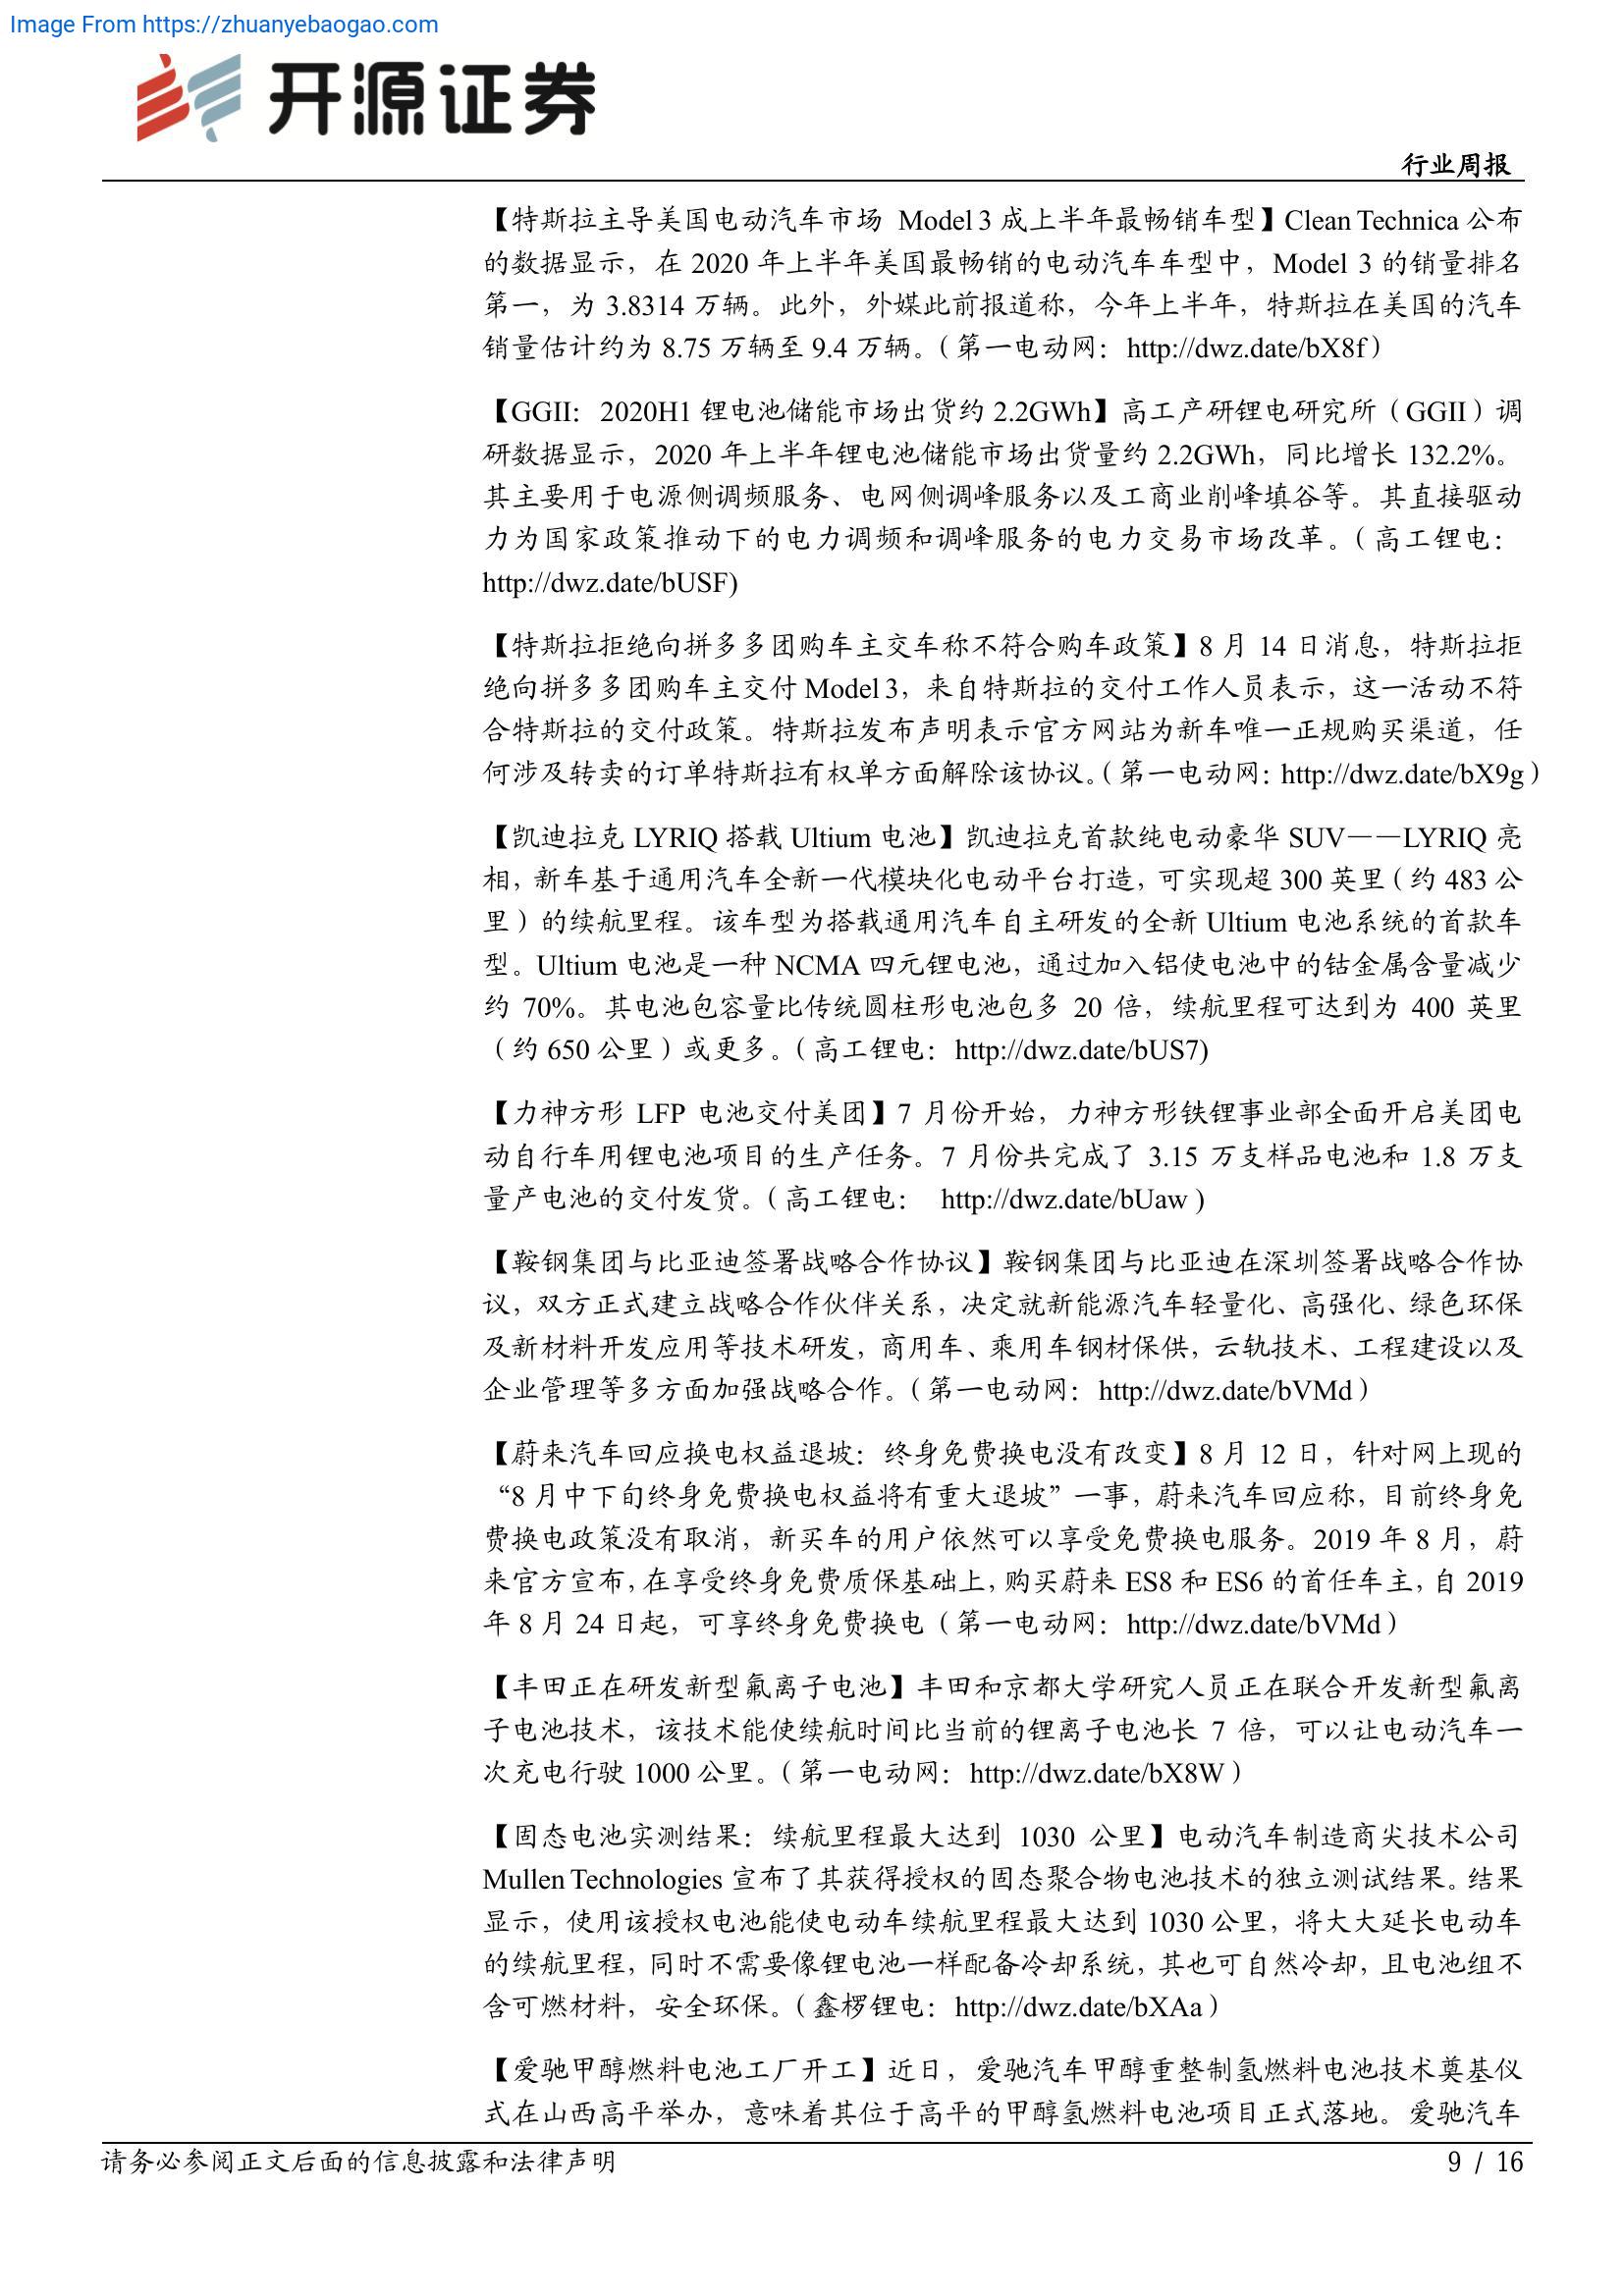 Image From https://zhuanyebaogao.com
开源证券
行业周报
【特斯拉主导美国电动汽车市场 Model 3 成上半年最畅销车型】Clean Technica 公布
的数据显示，在 2020 年上半年美国最畅销的电动汽车车型中，Model 3 的销量排名
第一，为 3.8314 万辆。此外，外媒此前报道称，今年上半年，特斯拉在美国的汽车
销量估计约为 8.75 万辆至 9.4 万辆。（第一电动网：http://dwz.date/bX8f）
【GGII：2020H1 锂电池储能市场出货约 2.2GWh】高工产研锂电研究所（GGII）调
研数据显示，2020 年上半年锂电池储能市场出货量约 2.2GWh，同比增长 132.2%。
其主要用于电源侧调频服务、电网侧调峰服务以及工商业削峰填谷等。其直接驱动
力为国家政策推动下的电力调频和调峰服务的电力交易市场改革。（高工锂电：
http://dwz.date/bUSF)
【特斯拉拒绝向拼多多团购车主交车称不符合购车政策】8 月 14 日消息，特斯拉拒
绝向拼多多团购车主交付 Model 3，来自特斯拉的交付工作人员表示，这一活动不符
合特斯拉的交付政策。特斯拉发布声明表示官方网站为新车唯一正规购买渠道，任
何涉及转卖的订单特斯拉有权单方面解除该协议。（第一电动网：http://dwz.date/bX9g）
【凯迪拉克 LYRIQ 搭载 Ultium 电池】凯迪拉克首款纯电动豪华 SUV——LYRIQ 亮
相，新车基于通用汽车全新一代模块化电动平台打造，可实现超 300 英里（约 483 公
里）的续航里程。该车型为搭载通用汽车自主研发的全新 Ultium 电池系统的首款车
型。Ultium 电池是一种 NCMA 四元锂电池，通过加入铝使电池中的钴金属含量减少
约 70%。其电池包容量比传统圆柱形电池包多 20 倍，续航里程可达到为 400 英里
（约 650 公里）或更多。（高工锂电：http://dwz.date/bUS7)
【力神方形 LFP 电池交付美团】7 月份开始，力神方形铁锂事业部全面开启美团电
动自行车用锂电池项目的生产任务。7 月份共完成了 3.15 万支样品电池和 1.8 万支
量产电池的交付发货。（高工锂电： http://dwz.date/bUaw )
【鞍钢集团与比亚迪签署战略合作协议】鞍钢集团与比亚迪在深圳签署战略合作协
议，双方正式建立战略合作伙伴关系，决定就新能源汽车轻量化、高强化、绿色环保
及新材料开发应用等技术研发，商用车、乘用车钢材保供，云轨技术、工程建设以及
企业管理等多方面加强战略合作。（第一电动网：http://dwz.date/bVMd）
【蔚来汽车回应换电权益退坡：终身免费换电没有改变】8 月 12 日，针对网上现的
“8 月中下旬终身免费换电权益将有重大退坡”一事，蔚来汽车回应称，目前终身免
费换电政策没有取消，新买车的用户依然可以享受免费换电服务。2019 年 8 月，蔚
来官方宣布，在享受终身免费质保基础上，购买蔚来 ES8 和 ES6 的首任车主，自 2019
年 8 月 24 日起，可享终身免费换电（第一电动网：http://dwz.date/bVMd）
【丰田正在研发新型氟离子电池】丰田和京都大学研究人员正在联合开发新型氟离
子电池技术，该技术能使续航时间比当前的锂离子电池长 7 倍，可以让电动汽车一
次充电行驶 1000 公里。（第一电动网：http://dwz.date/bX8W）
【固态电池实测结果：续航里程最大达到 1030 公里】电动汽车制造商尖技术公司
Mullen Technologies 宣布了其获得授权的固态聚合物电池技术的独立测试结果。结果
显示，使用该授权电池能使电动车续航里程最大达到 1030 公里，将大大延长电动车
的续航里程，同时不需要像锂电池一样配备冷却系统，其也可自然冷却，且电池组不
含可燃材料，安全环保。（鑫椤锂电：http://dwz.date/bXAa）
【爱驰甲醇燃料电池工厂开工】近日，爱驰汽车甲醇重整制氢燃料电池技术奠基仪
式在山西高平举办，意味着其位于高平的甲醇氢燃料电池项目正式落地。爱驰汽车
请务必参阅正文后面的信息披露和法律声明
9 / 16